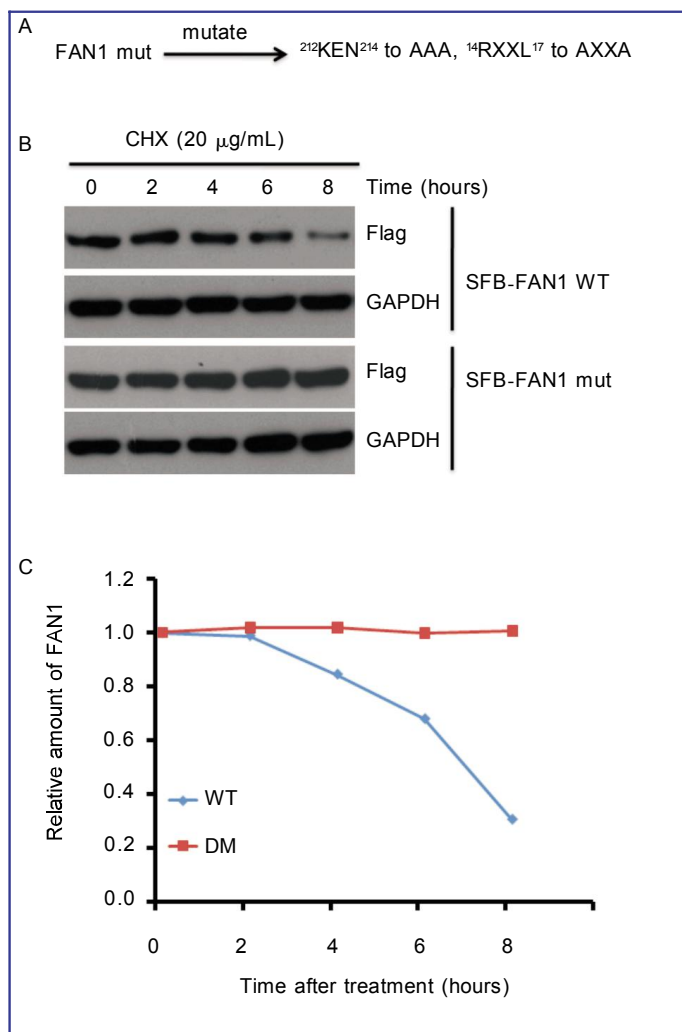 A
mutate
FAN1 mut ²¹²KEN²¹⁴ to AAA, ¹⁴RXXL¹⁷ to AXXA
B
CHX (20 μg/mL)
0 2 4 6 8 Time (hours)
Flag
GAPDH
SFB-FAN1 WT
Flag
GAPDH
SFB-FAN1 mut
C
Relative amount of FAN1
1.2
1.0
0.8
0.6
0.4
0.2
0.0
WT
DM
0 2 4 6 8
Time after treatment (hours)